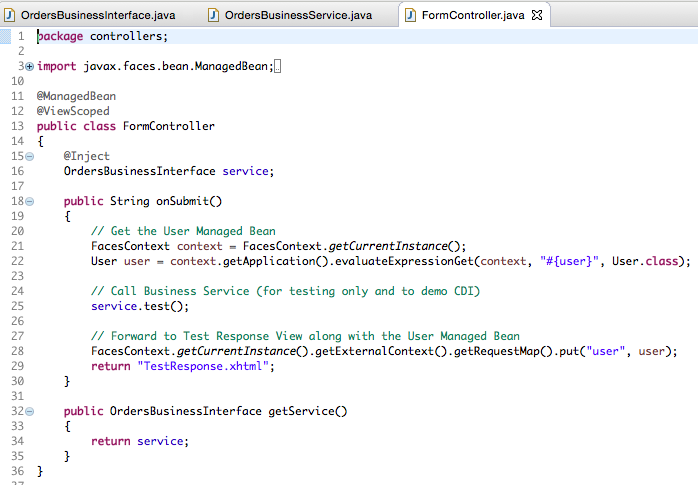 OrdersBusinessInterface.java OrdersBusinessService.java FormController.java
1 package controllers;
2
3 import javax.faces.bean.ManagedBean;
10
11 @ManagedBean
12 @ViewScoped
13 public class FormController
14 {
15 @Inject
16 OrdersBusinessInterface service;
17
18 public String onSubmit()
19 {
20 // Get the User Managed Bean
21 FacesContext context = FacesContext.getCurrentInstance();
22 User user = context.getApplication().evaluateExpressionGet(context, "#{user}", User.class);
23
24 // Call Business Service (for testing only and to demo CDI)
25 service.test();
26
27 // Forward to Test Response View along with the User Managed Bean
28 FacesContext.getCurrentInstance().getExternalContext().getRequestMap().put("user", user);
29 return "TestResponse.xhtml";
30 }
31
32 public OrdersBusinessInterface getService()
33 {
34 return service;
35 }
36 }